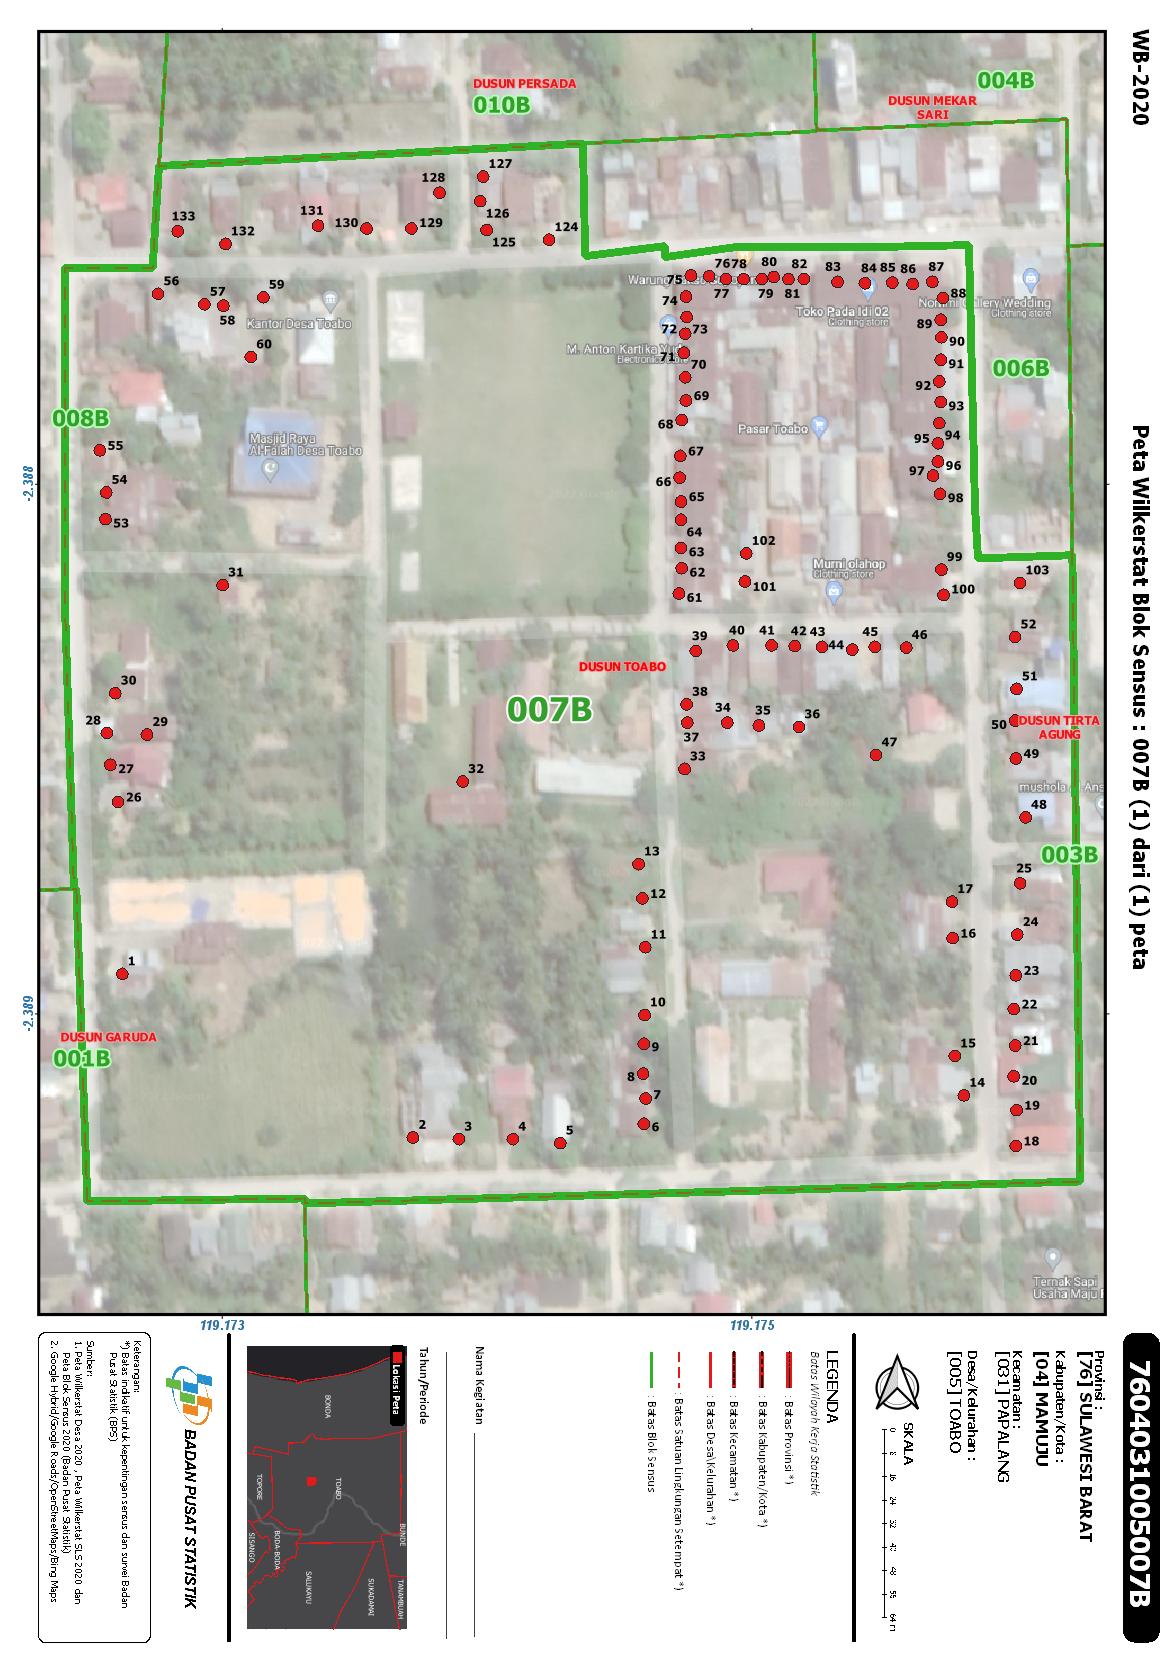 WB-2020
Peta Wilkerstat Blok Sensus : 007B (1) dari (1) peta
DUSUN PERSADA
010B
004B
DUSUN MEKAR
SARI
127
128
126
133
132
131
130
129
125
124
56
57
58
59
60
Kantor Desa Toabo
75
76
78
80
82
83
84
85
86
87
77
79
81
88
74
72
73
71
70
69
68
67
66
65
64
63
62
61
89
90
91
92
93
94
95
96
97
98
99
100
101
102
103
Toko Pada Idi 02
Clothing store
Gallery Wedding
Clothing store
M. Anton Kartika
006B
008B
Masjid Raya
Al-Falah Desa Toabo
Pasar Toabo
55
54
53
-2.388
Clothing store
31
52
39
40
41
42
43
44
45
46
DUSUN TOABO
007B
30
28
29
27
26
38
34
35
36
37
33
47
32
51
50
DUSUN TIRTA
AGUNG
49
48
003B
25
13
12
11
17
16
24
23
22
21
20
19
18
1
-2.389
10
9
8
7
6
15
14
DUSUN GARUDA
001B
2
3
4
5
Ternak Sapi
Usaha Maju
119.173
119.175
7604031005007B
Provinsi :
[76] SULAWESI BARAT
Kabupaten/Kota :
[04] MAMUJU
Kecamatan :
[031] PAPALANG
Desa/Kelurahan :
[005] TOABO
SKALA
0 8 16 24 32 40 48 56 64 m
LEGENDA
Batas Wilayah Kerja Statistik
: Batas Provinsi *)
: Batas Kabupaten/Kota *)
: Batas Kecamatan *)
: Batas Desa\Kelurahan *)
: Batas Satuan Lingkungan Setempat *)
: Batas Blok Sensus
Nama Kegiatan
Tahun/Periode
Lokasi Peta
BONDA
TOPORE
TOABO
BUNDE
BODA-BODA
SISANGO
SALUKAYU
SUKADAMAI
TANAMBUAH
BADAN PUSAT STATISTIK
Keterangan:
*) Batas indikatif untuk kepentingan sensus dan survei Badan
Pusat Statistik (BPS)
Sumber:
1. Peta Wilkerstat Desa 2020 , Peta Wilkerstat SLS 2020 dan
Peta Blok Sensus 2020 (Badan Pusat Statistik)
2. Google Hybrid/Google Roads/OpenStreetMaps/Bing Maps